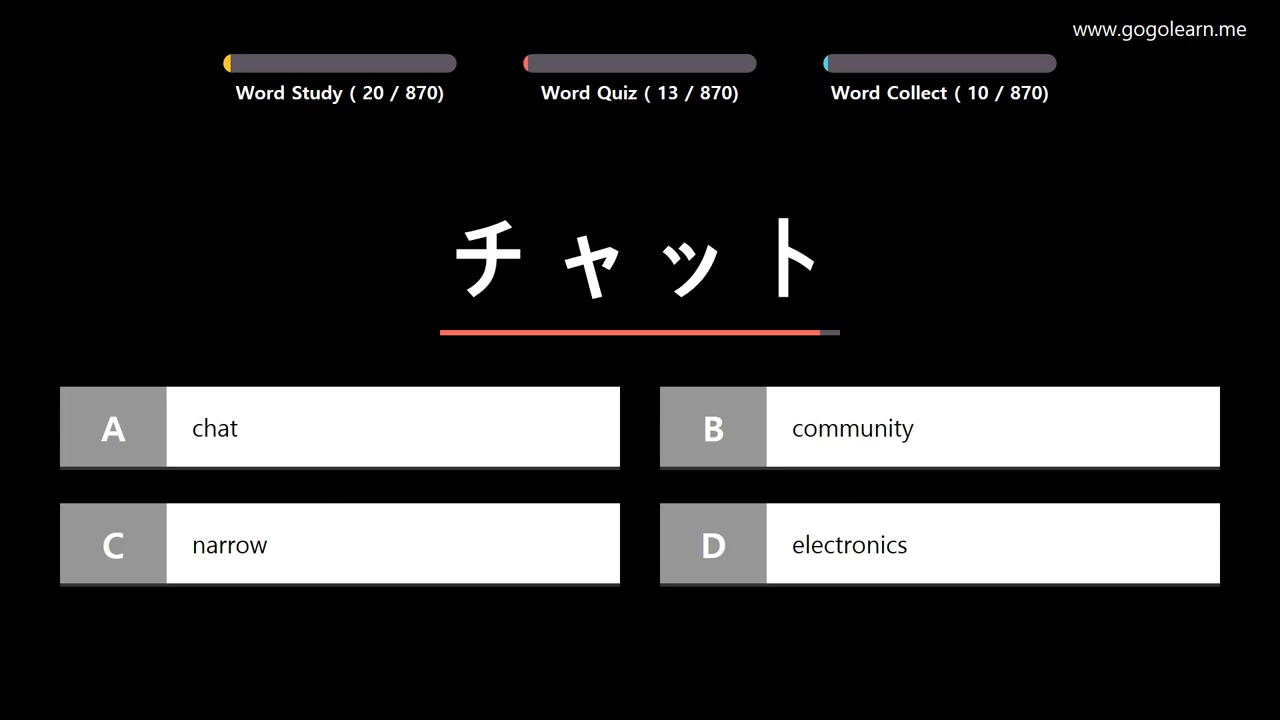 www.gogolearn.me
Word Study ( 20 / 870)
Word Quiz ( 13 / 870)
Word Collect ( 10 / 870)
チャット
A chat
B community
C narrow
D electronics